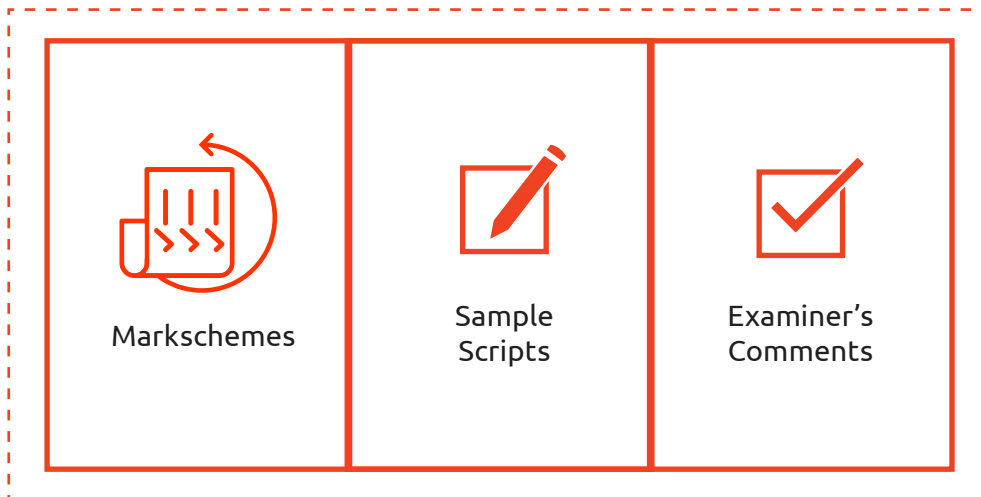 Markschemes
Sample
Scripts
Examiner’s
Comments